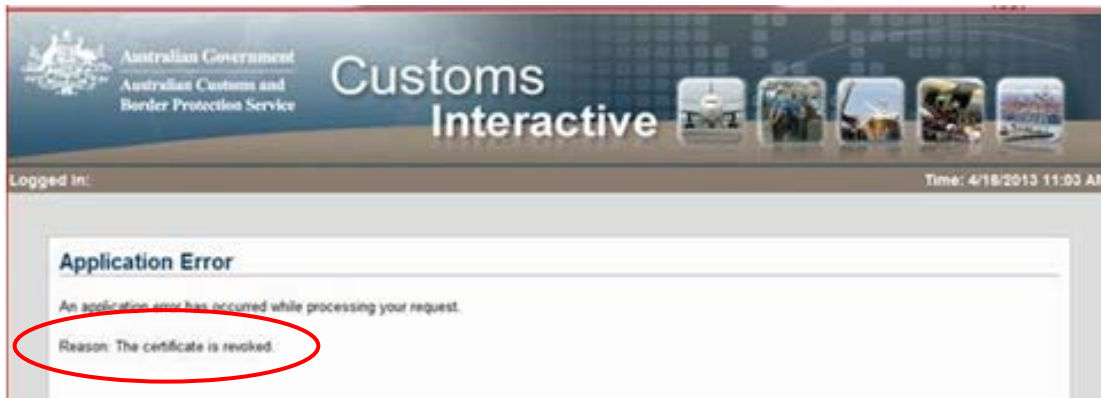 Australian Government
Australian Customs and
Border Protection Service
Customs
Interactive
Logged In:
Time: 4/18/2013 11:03 AM
Application Error
An application error has occurred while processing your request.
Reason: The certificate is revoked.